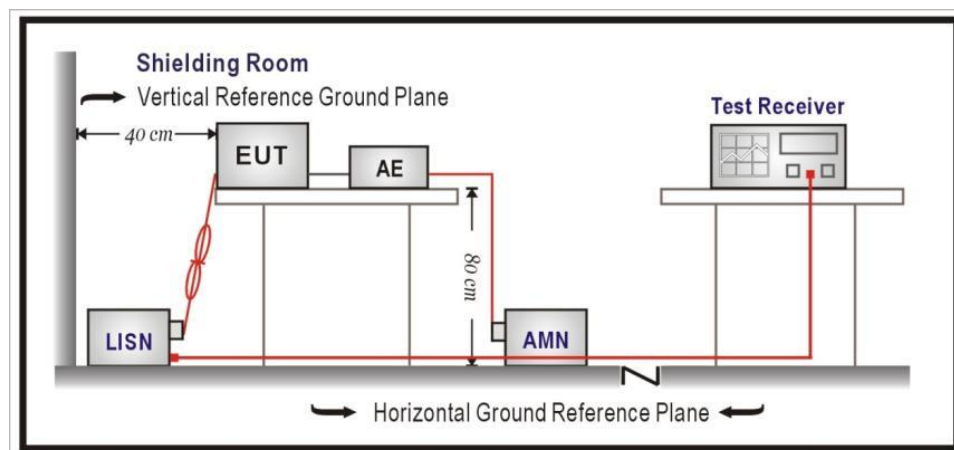 Shielding Room
Vertical Reference Ground Plane
40 cm
EUT
AE
Test Receiver
80 cm
LISN
AMN
Horizontal Ground Reference Plane